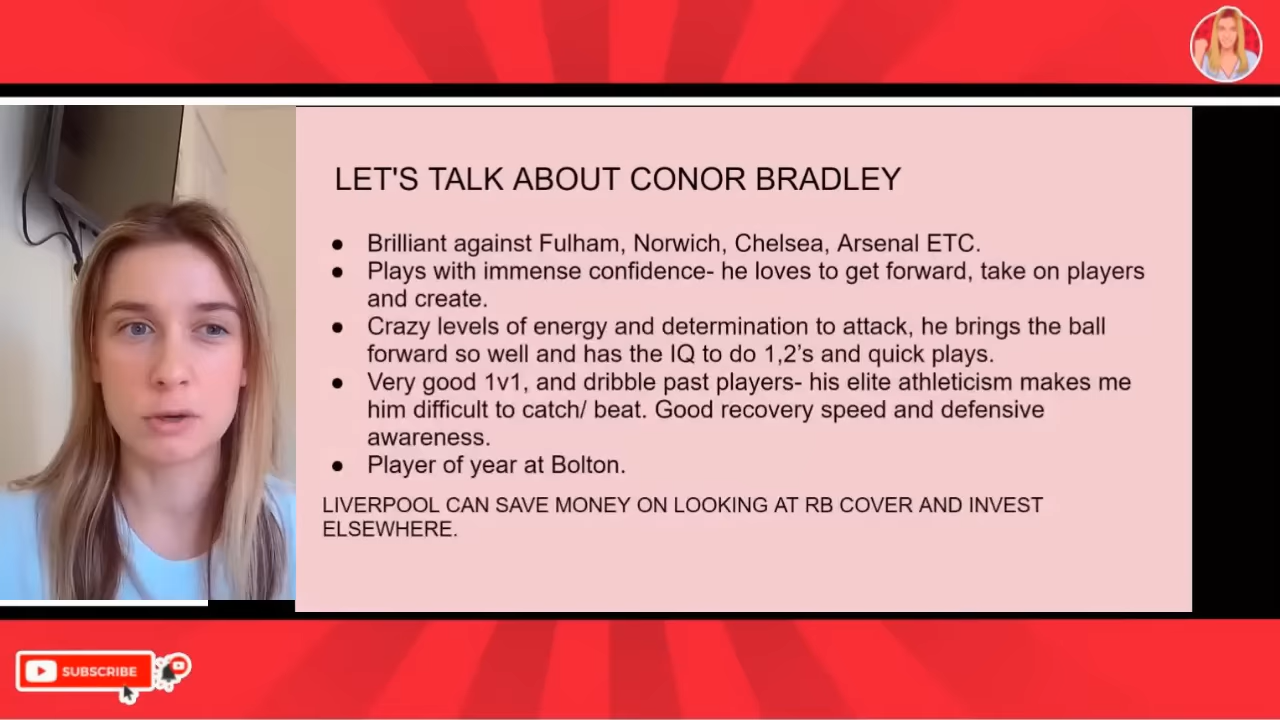 LET'S TALK ABOUT CONOR BRADLEY
● Brilliant against Fulham, Norwich, Chelsea, Arsenal ETC.
● Plays with immense confidence- he loves to get forward, take on players
and create.
● Crazy levels of energy and determination to attack, he brings the ball
forward so well and has the IQ to do 1,2’s and quick plays.
● Very good 1v1, and dribble past players- his elite athleticism makes me
him difficult to catch/ beat. Good recovery speed and defensive
awareness.
● Player of year at Bolton.
LIVERPOOL CAN SAVE MONEY ON LOOKING AT RB COVER AND INVEST
ELSEWHERE.
SUBSCRIBE